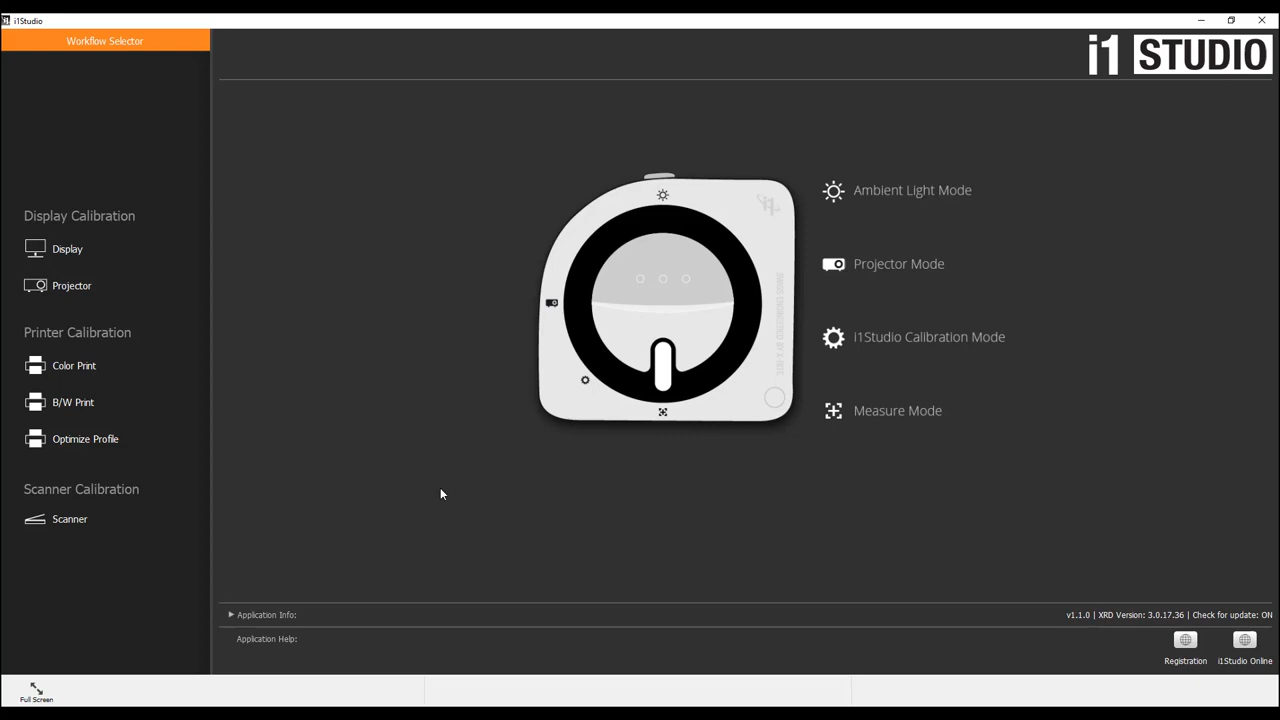 i1Studio
Workflow Selector
i1 STUDIO
Display Calibration
Display
Projector
Printer Calibration
Color Print
B/W Print
Optimize Profile
Scanner Calibration
Scanner
i1
Ambient Light Mode
Projector Mode
i1Studio Calibration Mode
Measure Mode
Application Info:
v1.1.0 | XRD Version: 3.0.17.36 | Check for update: ON
Application Help:
Registration
i1Studio Online
Full Screen